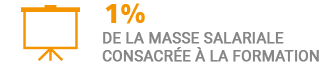 1%
DE LA MASSE SALARIALE
CONSACRÉE À LA FORMATION